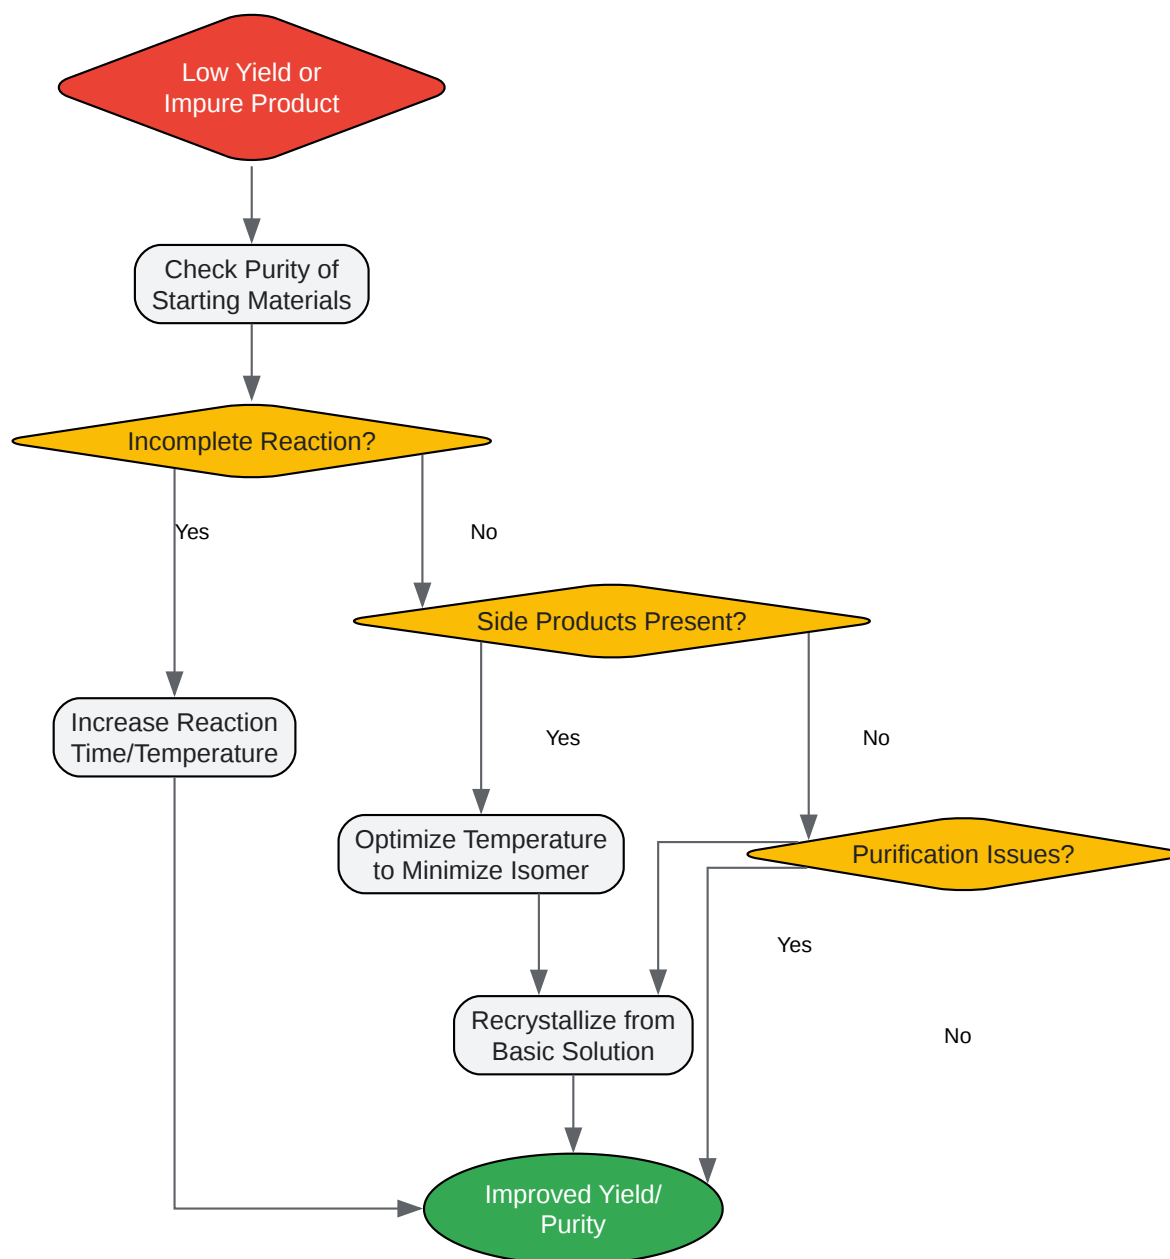 Low Yield or
Impure Product
Check Purity of
Starting Materials
Incomplete Reaction?
Yes
No
Side Products Present?
Increase Reaction
Time/Temperature
Yes
No
Optimize Temperature
to Minimize Isomer
Purification Issues?
Yes
Recrystallize from
Basic Solution
No
Improved Yield/
Purity